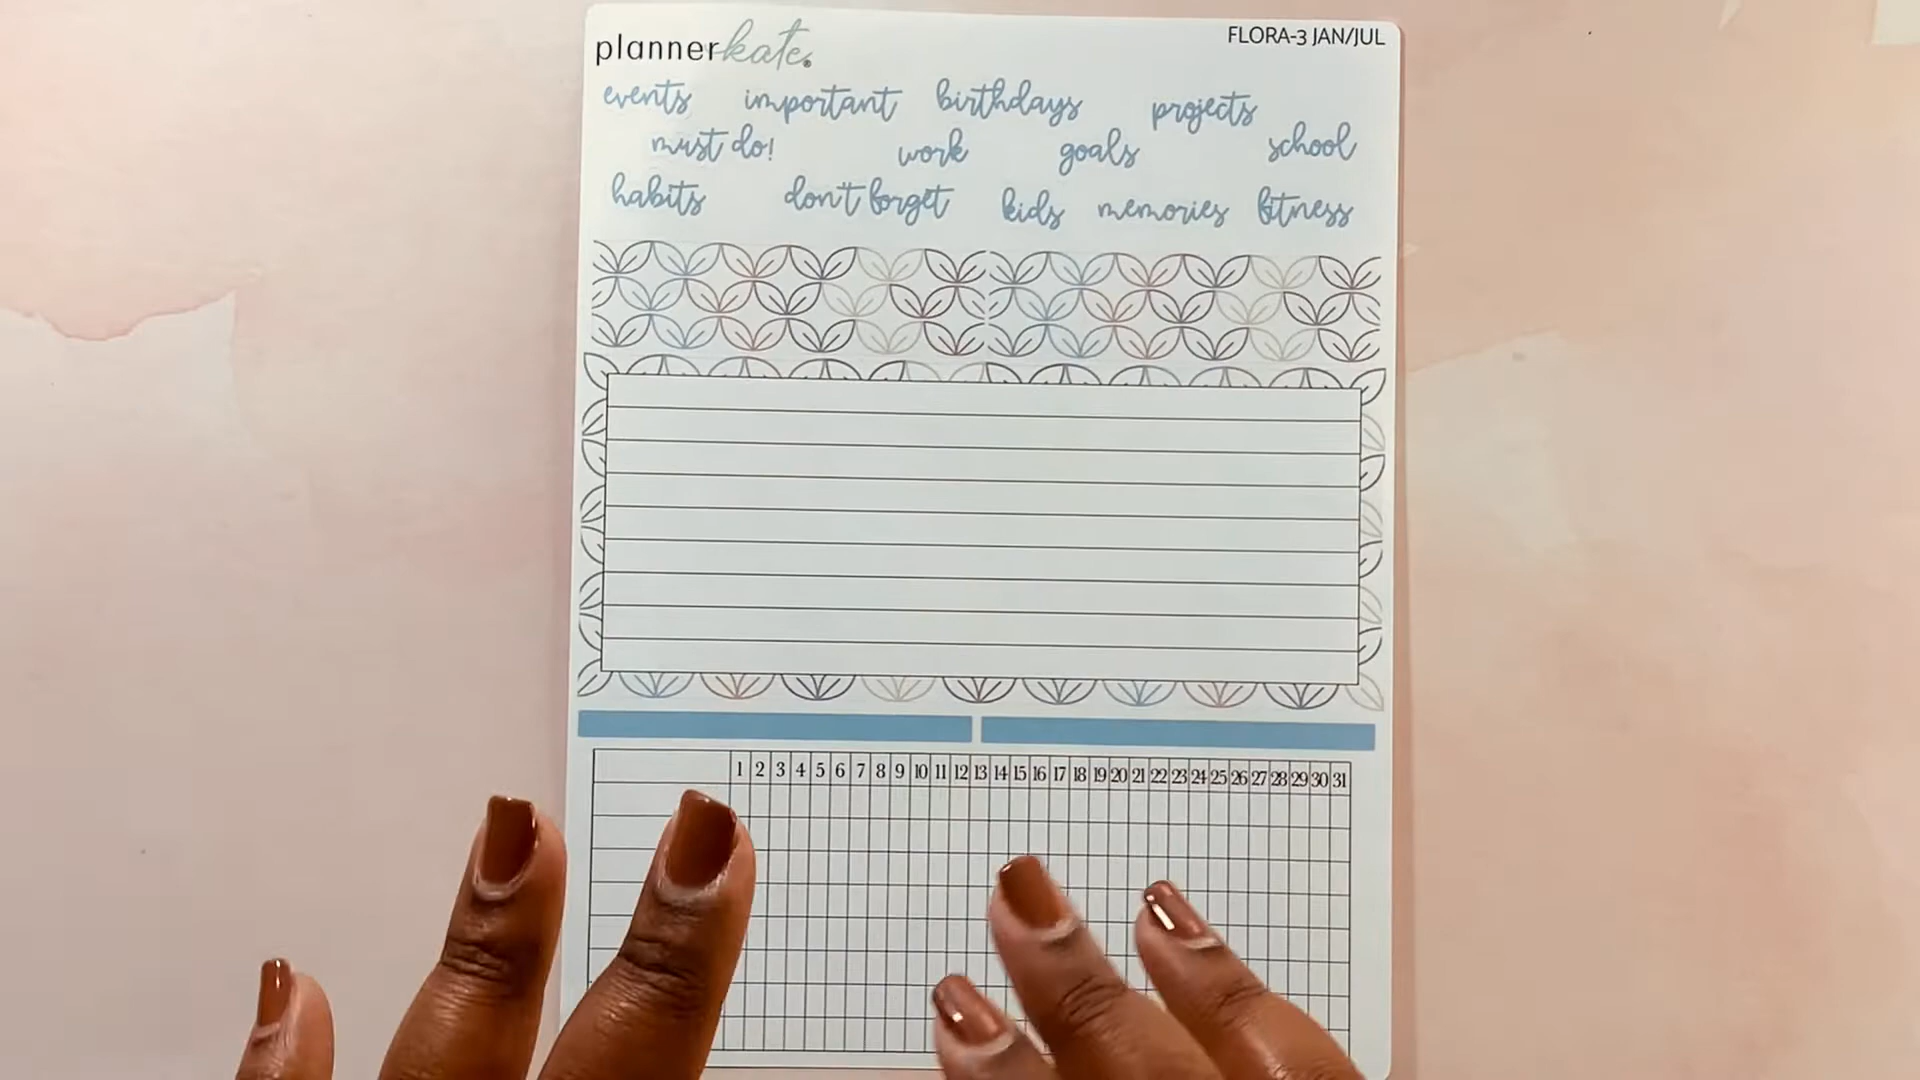 plannerkate® FLORA-3 JAN/JUL
events important birthdays projects
must do! work goals school
habits don't forget kids memories fitness
1 2 3 4 5 6 7 8 9 10 11 12 13 14 15 16 17 18 19 20 21 22 23 24 25 26 27 28 29 30 31